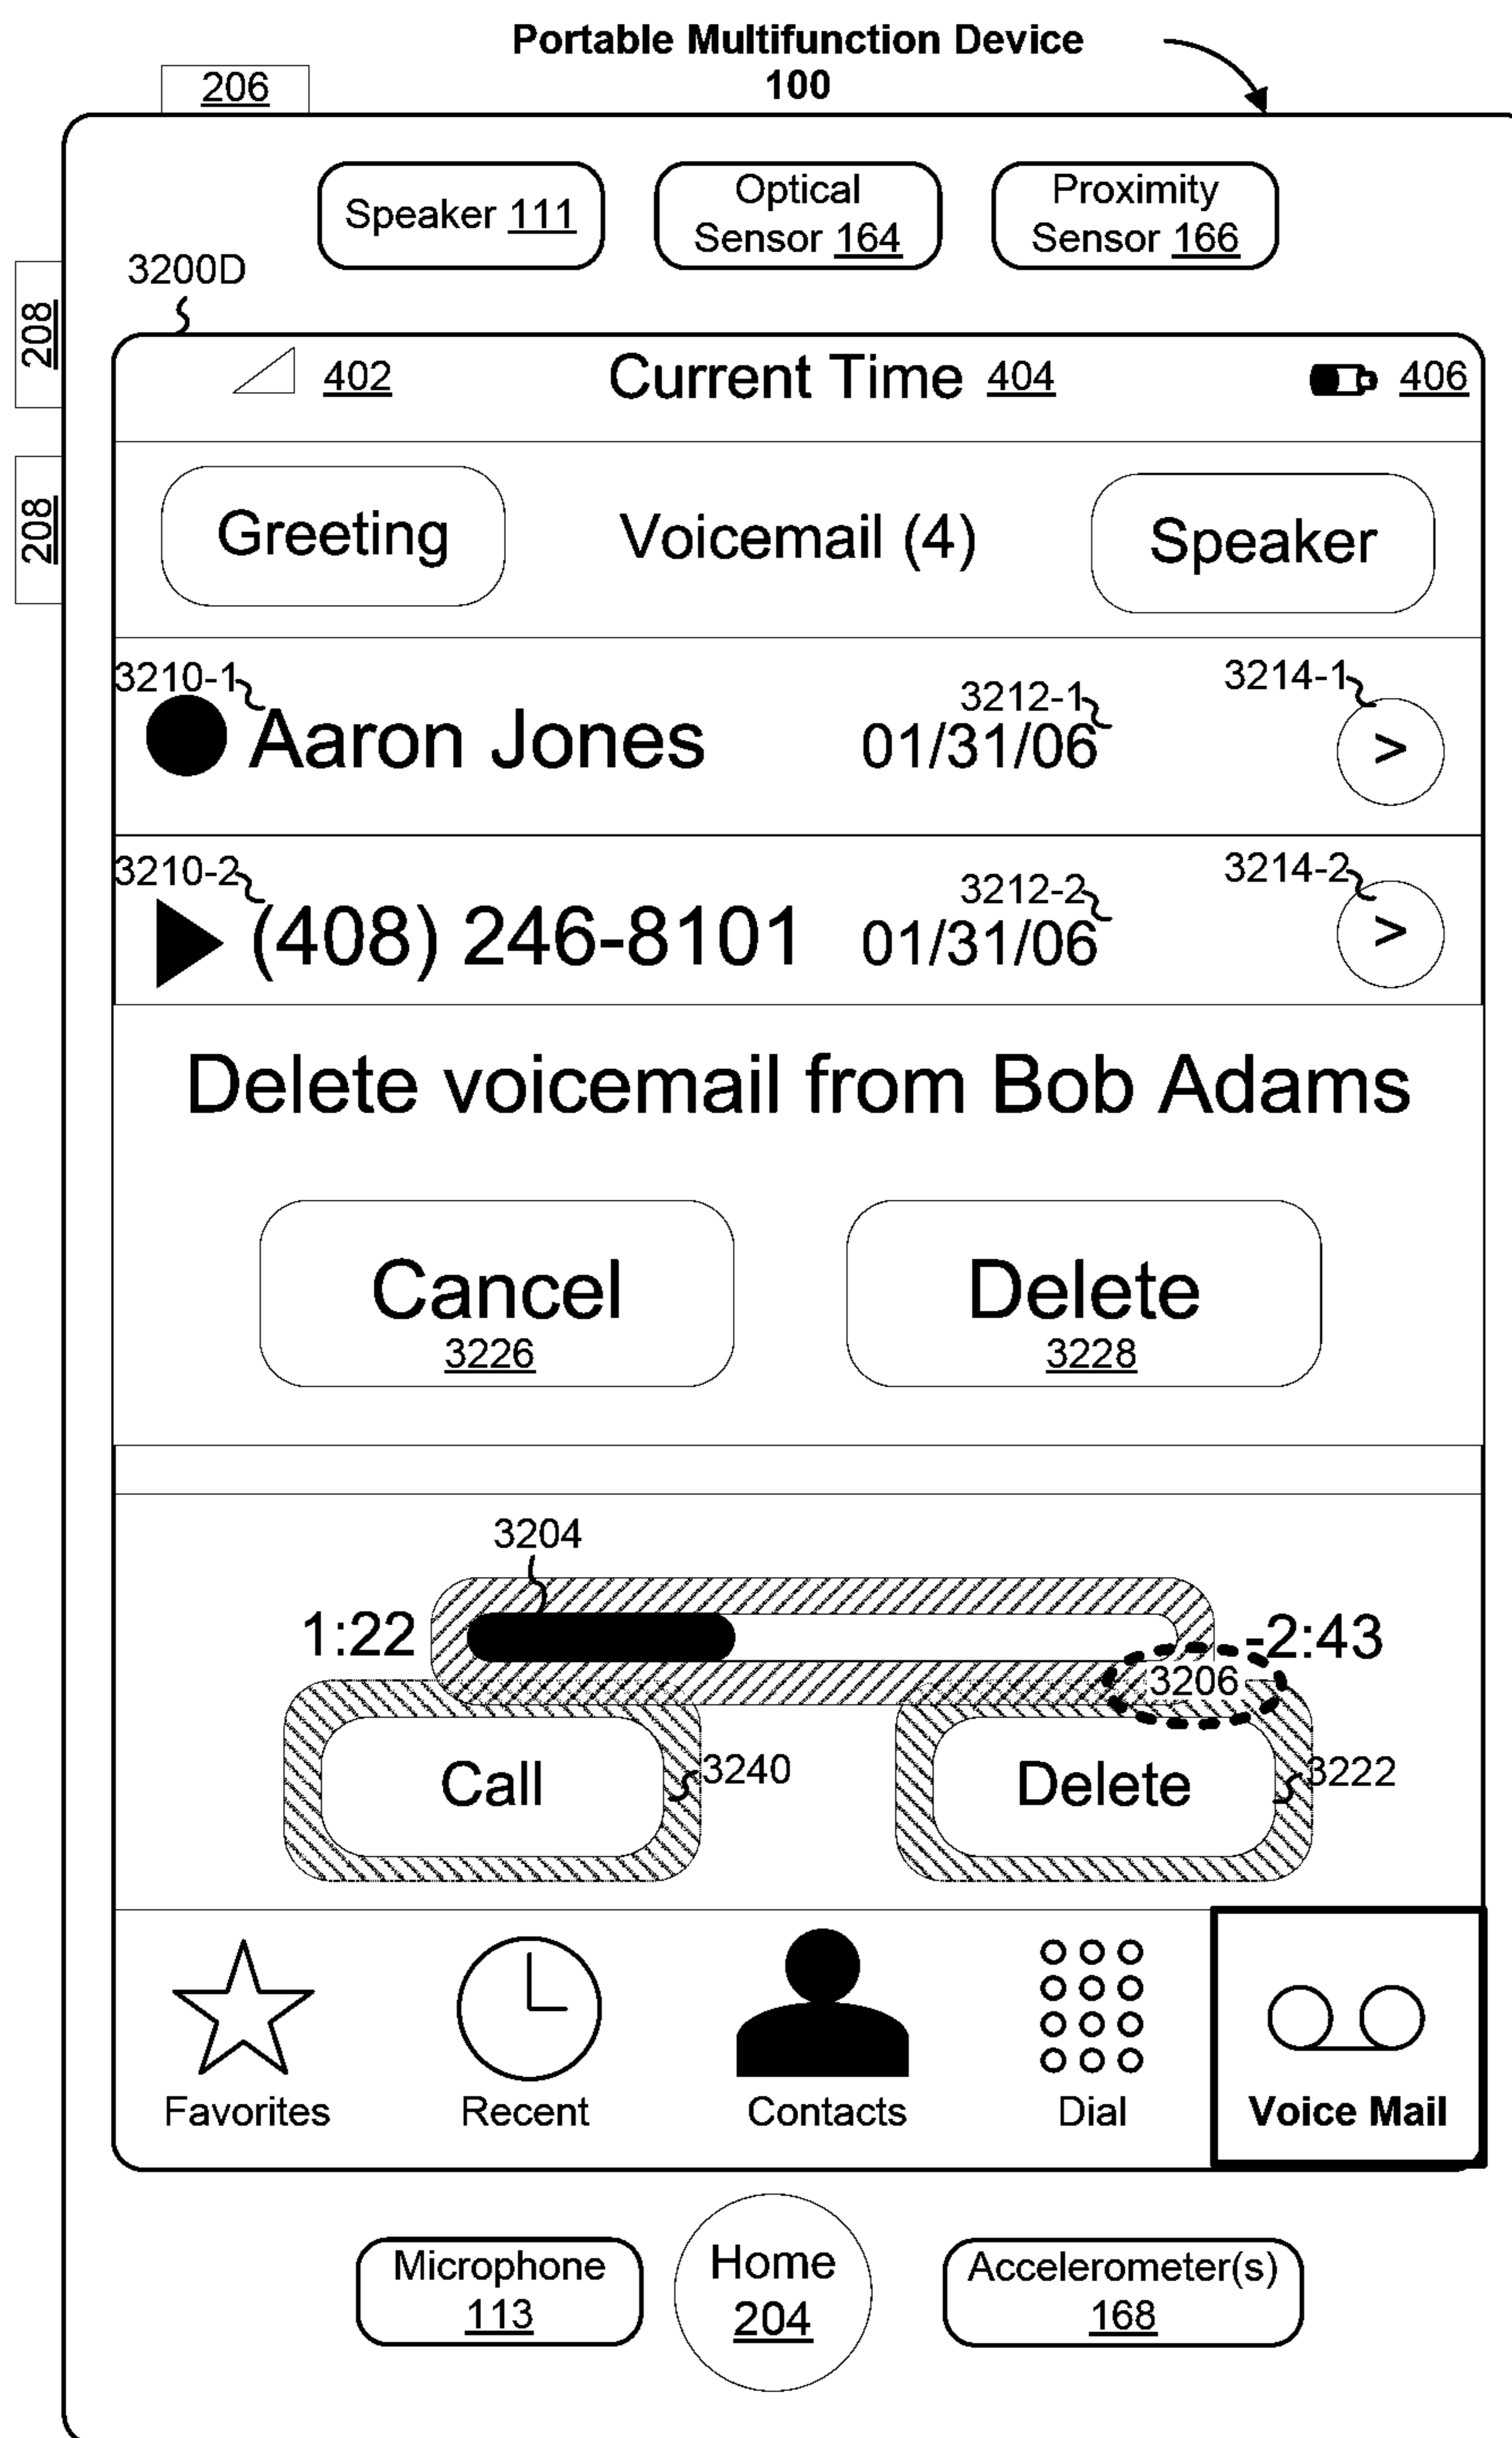 Portable Multifunction Device
100
206
Speaker 111
Optical
Sensor 164
Proximity
Sensor 166
3200D
208
402
Current Time 404
406
208
Greeting
Voicemail (4)
Speaker
3210-1
3212-1
3214-1
Aaron Jones
01/31/06
>
3210-2
3212-2
3214-2
(408) 246-8101
01/31/06
>
Delete voicemail from Bob Adams
Cancel
3226
Delete
3228
3204
1:22
-2:43
3206
Call
3240
Delete
3222
Favorites
Recent
Contacts
Dial
Voice Mail
Microphone
113
Home
204
Accelerometer(s)
168